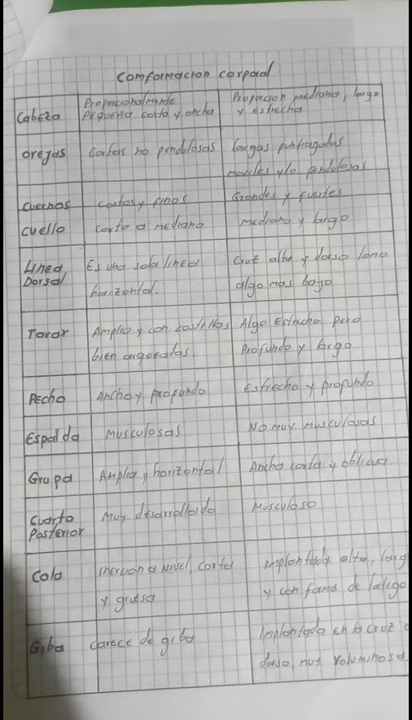 Comformacion corporal
Cabeza Proporcionalmente pequeña corta y ancha Proporcion mediana, larga y estrecha
orejas Cortas no pendulosas largas puntiagudas moviles y/o pendulosas
Cuernos cortos y finos Grandes y fuertes
cuello corto a mediano mediano y largo
Linea Dorsal Es una sola linea horizontal. Cruz alta y dorso lomo algo mas bajo
Torax Amplio y con costillas bien arqueadas. Algo Estrecho pero Profundo y largo
Pecho Ancho y profundo Estrecho y profundo
Espalda Musculosas No muy musculosas
Grupa Amplia y horizontal Ancha corta y oblicua
Cuarto Posterior Muy desarrollado Musculoso
Cola Insercion a nivel, corta y gruesa implantada alta, larg y con forma de latigo
Giba Carece de giba Implantada en la cruz o dorso, muy voluminosa